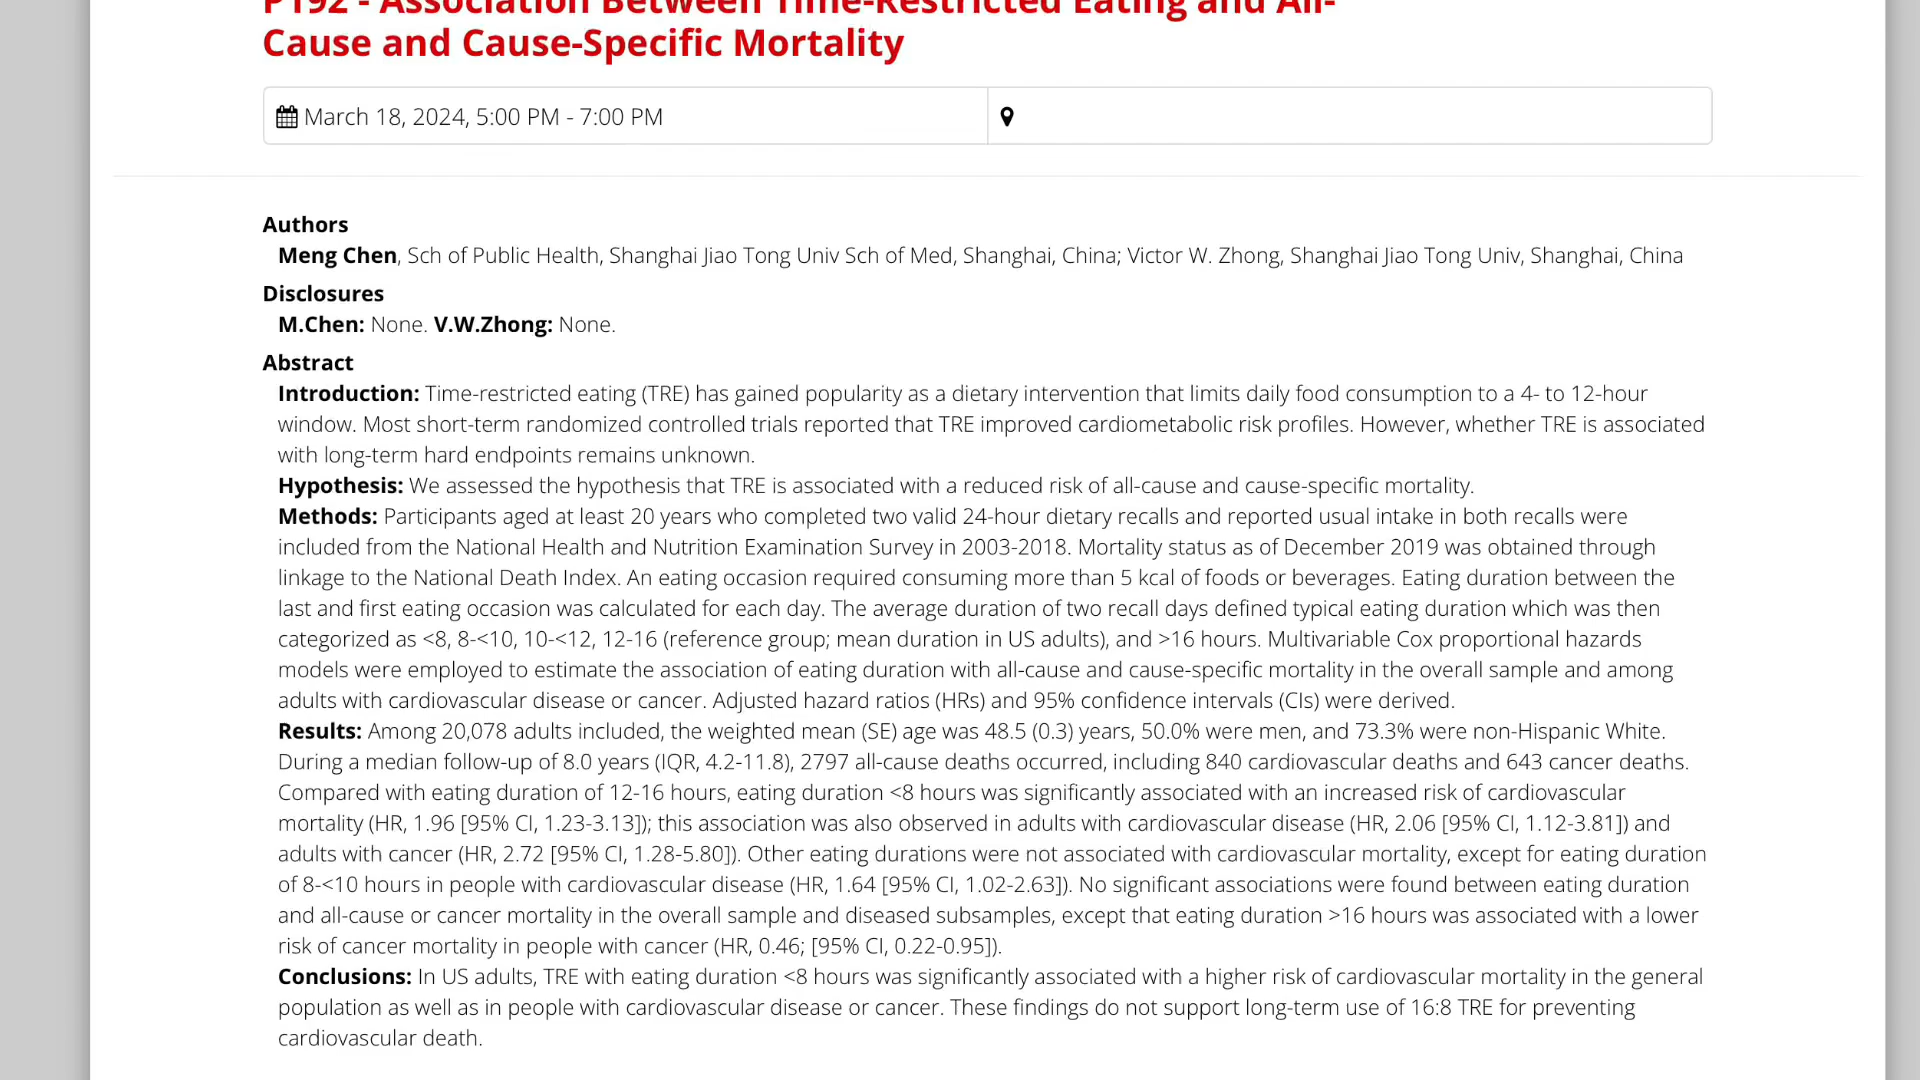 P192 - Association Between Time-Restricted Eating and All-
Cause and Cause-Specific Mortality
March 18, 2024, 5:00 PM - 7:00 PM
Authors
Meng Chen, Sch of Public Health, Shanghai Jiao Tong Univ Sch of Med, Shanghai, China; Victor W. Zhong, Shanghai Jiao Tong Univ, Shanghai, China
Disclosures
M.Chen: None. V.W.Zhong: None.
Abstract
Introduction: Time-restricted eating (TRE) has gained popularity as a dietary intervention that limits daily food consumption to a 4- to 12-hour
window. Most short-term randomized controlled trials reported that TRE improved cardiometabolic risk profiles. However, whether TRE is associated
with long-term hard endpoints remains unknown.
Hypothesis: We assessed the hypothesis that TRE is associated with a reduced risk of all-cause and cause-specific mortality.
Methods: Participants aged at least 20 years who completed two valid 24-hour dietary recalls and reported usual intake in both recalls were
included from the National Health and Nutrition Examination Survey in 2003-2018. Mortality status as of December 2019 was obtained through
linkage to the National Death Index. An eating occasion required consuming more than 5 kcal of foods or beverages. Eating duration between the
last and first eating occasion was calculated for each day. The average duration of two recall days defined typical eating duration which was then
categorized as <8, 8-<10, 10-<12, 12-16 (reference group; mean duration in US adults), and >16 hours. Multivariable Cox proportional hazards
models were employed to estimate the association of eating duration with all-cause and cause-specific mortality in the overall sample and among
adults with cardiovascular disease or cancer. Adjusted hazard ratios (HRs) and 95% confidence intervals (CIs) were derived.
Results: Among 20,078 adults included, the weighted mean (SE) age was 48.5 (0.3) years, 50.0% were men, and 73.3% were non-Hispanic White.
During a median follow-up of 8.0 years (IQR, 4.2-11.8), 2797 all-cause deaths occurred, including 840 cardiovascular deaths and 643 cancer deaths.
Compared with eating duration of 12-16 hours, eating duration <8 hours was significantly associated with an increased risk of cardiovascular
mortality (HR, 1.96 [95% CI, 1.23-3.13]); this association was also observed in adults with cardiovascular disease (HR, 2.06 [95% CI, 1.12-3.81]) and
adults with cancer (HR, 2.72 [95% CI, 1.28-5.80]). Other eating durations were not associated with cardiovascular mortality, except for eating duration
of 8-<10 hours in people with cardiovascular disease (HR, 1.64 [95% CI, 1.02-2.63]). No significant associations were found between eating duration
and all-cause or cancer mortality in the overall sample and diseased subsamples, except that eating duration >16 hours was associated with a lower
risk of cancer mortality in people with cancer (HR, 0.46; [95% CI, 0.22-0.95]).
Conclusions: In US adults, TRE with eating duration <8 hours was significantly associated with a higher risk of cardiovascular mortality in the general
population as well as in people with cardiovascular disease or cancer. These findings do not support long-term use of 16:8 TRE for preventing
cardiovascular death.